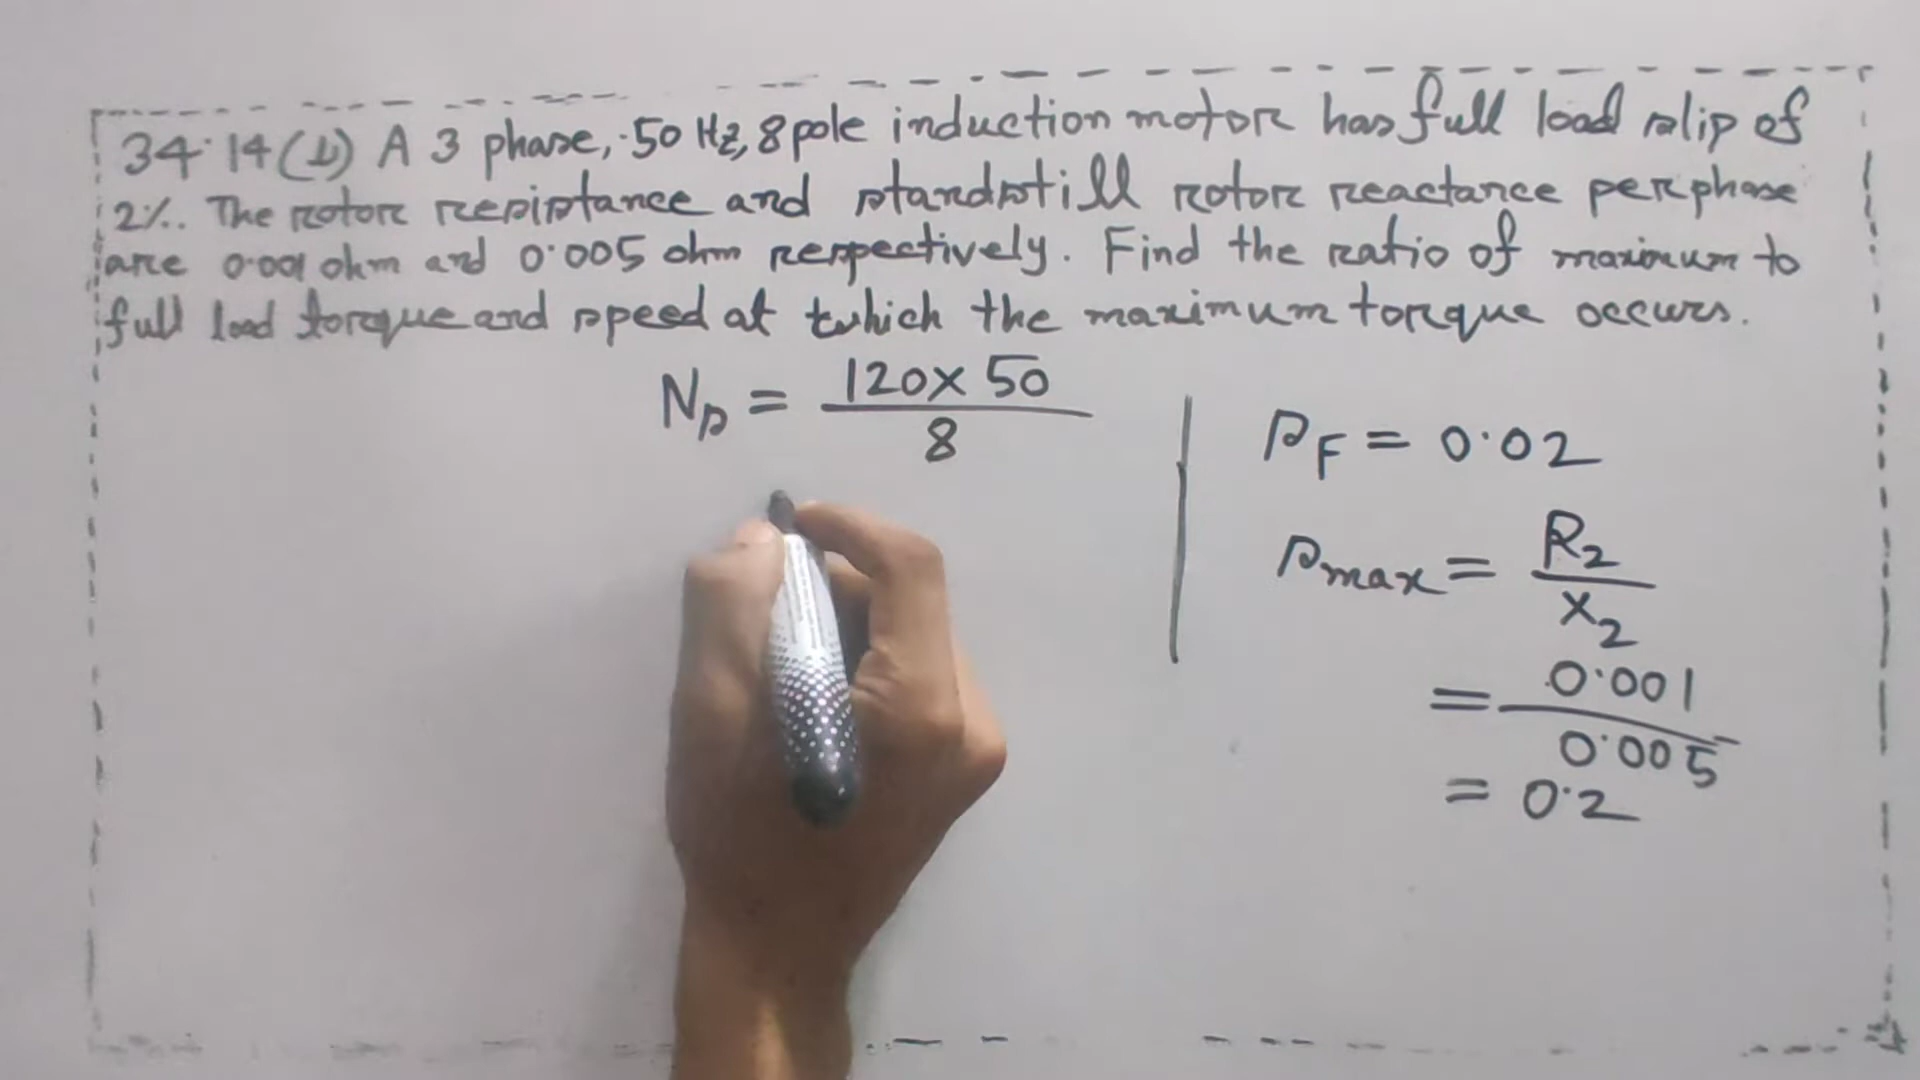 34.14(b) A 3 phase, 50 Hz, 8 pole induction motor has full load slip of
2%. The rotor resistance and standstill rotor reactance per phase
are 0.001 ohm and 0.005 ohm respectively. Find the ratio of maximum to
full load torque and speed at which the maximum torque occurs.
Ns = 120x 50 / 8
sF = 0.02
smax = R2 / X2
= 0.001 / 0.005
= 0.2